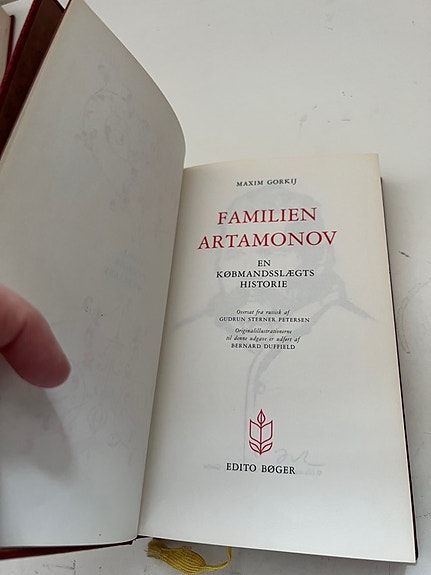 MAXIM GORKIJ
FAMILIEN
ARTAMONOV
EN
KØBMANDSSLÆGTS
HISTORIE
Oversat fra russisk af
GUDRUN STERNER PETERSEN
Originalillustrationerne
til denne udgave er udført af
BERNARD DUFFIELD
EDITO BØGER